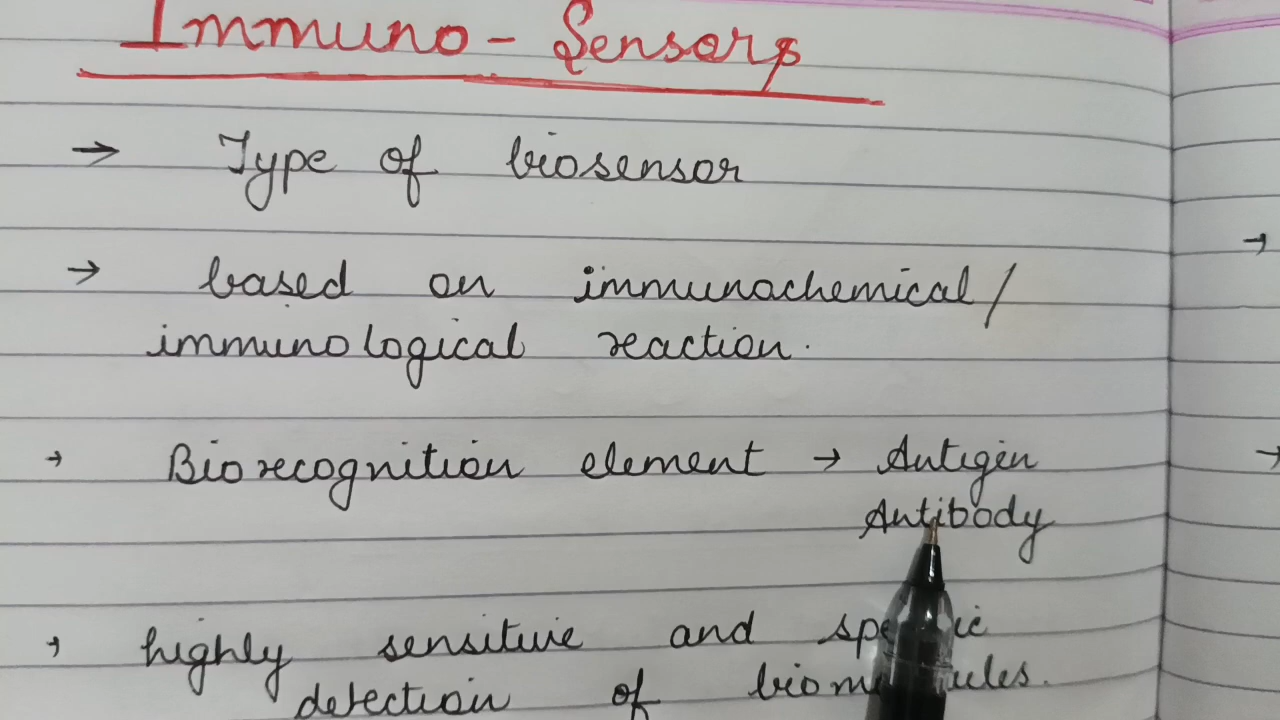 Immuno - Sensors
→ Type of biosensor
→ based on immunochemical/
immunological reaction.
→ Biorecognition element → Antigen
Antibody
→ highly sensitive and
detection of